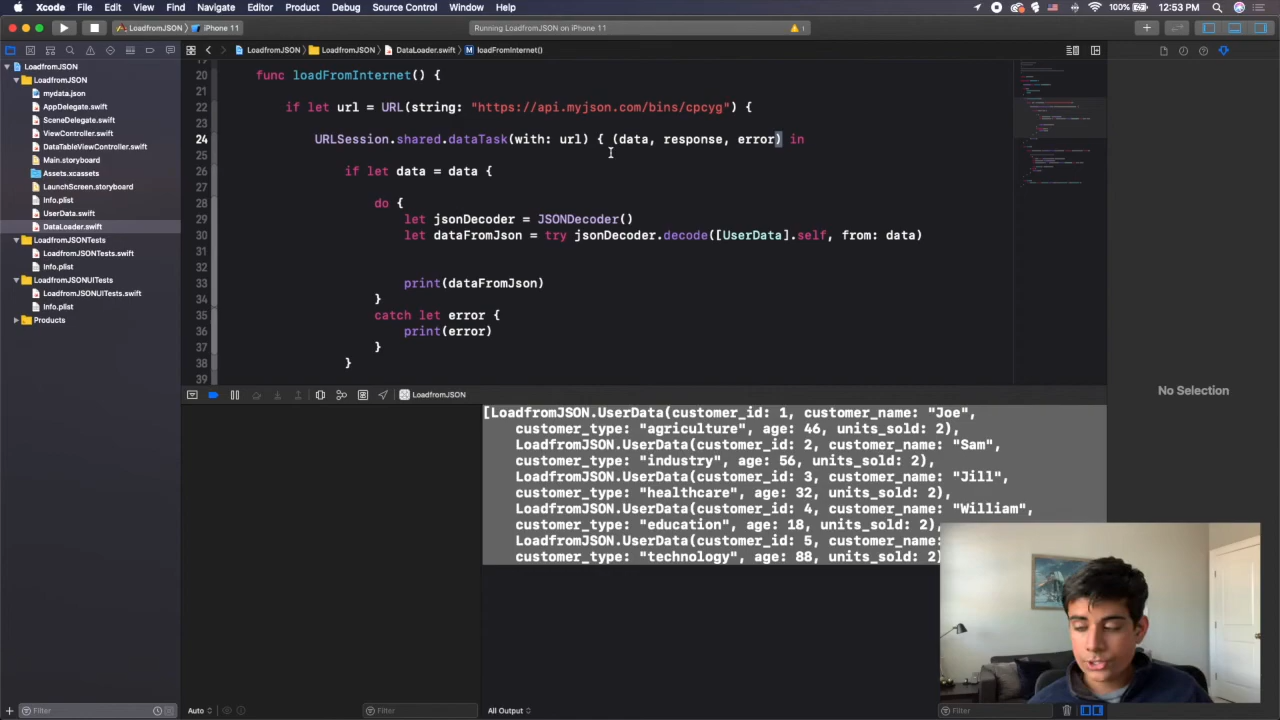 Xcode File Edit View Find Navigate Editor Product Debug Source Control Window Help
100% Wed 12:53 PM
LoadfromJSON iPhone 11
Running LoadfromJSON on iPhone 11
1
LoadfromJSON LoadfromJSON DataLoader.swift M loadFromInternet()
LoadfromJSON
LoadfromJSON
mydata.json
AppDelegate.swift
SceneDelegate.swift
ViewController.swift
DataTableViewController.swift
Main.storyboard
Assets.xcassets
LaunchScreen.storyboard
Info.plist
UserData.swift
DataLoader.swift
LoadfromJSONTests
LoadfromJSONTests.swift
Info.plist
LoadfromJSONUITests
LoadfromJSONUITests.swift
Info.plist
Products
19
20 func loadFromInternet() {
21
22 if let url = URL(string: "https://api.myjson.com/bins/cpcyg") {
23
24 URLSession.shared.dataTask(with: url) { (data, response, error) in
25
26 if let data = data {
27
28 do {
29 let jsonDecoder = JSONDecoder()
30 let dataFromJson = try jsonDecoder.decode([UserData].self, from: data)
31
32
33 print(dataFromJson)
34 }
35 catch let error {
36 print(error)
37 }
38 }
39
LoadfromJSON
[LoadfromJSON.UserData(customer_id: 1, customer_name: "Joe",
customer_type: "agriculture", age: 46, units_sold: 2),
LoadfromJSON.UserData(customer_id: 2, customer_name: "Sam",
customer_type: "industry", age: 56, units_sold: 2),
LoadfromJSON.UserData(customer_id: 3, customer_name: "Jill",
customer_type: "healthcare", age: 32, units_sold: 2),
LoadfromJSON.UserData(customer_id: 4, customer_name: "William",
customer_type: "education", age: 18, units_sold: 2),
LoadfromJSON.UserData(customer_id: 5, customer_name:
customer_type: "technology", age: 88, units_sold: 2)
No Selection
Filter
Auto
Filter
All Output
Filter